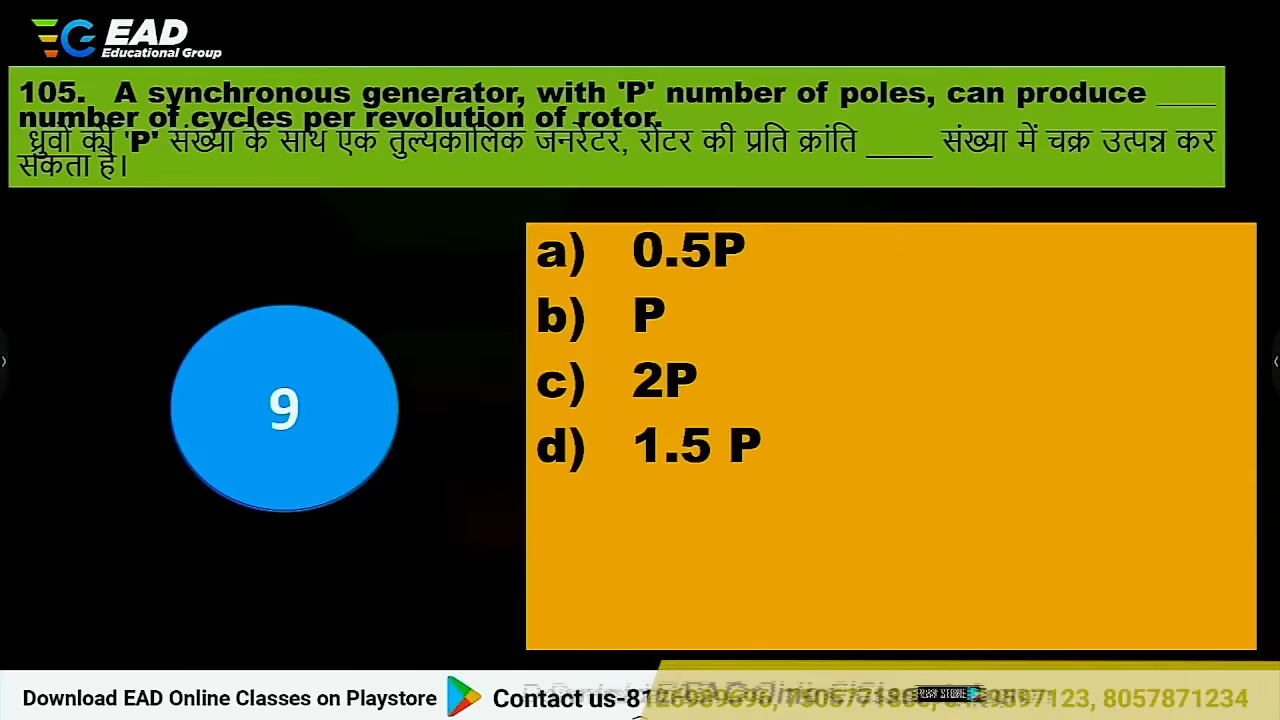 EAD
Educational Group
105. A synchronous generator, with 'P' number of poles, can produce ____
number of cycles per revolution of rotor.
ध्रुवों की 'P' संख्या के साथ एक तुल्यकालिक जनरेटर, रोटर की प्रति क्रांति ____ संख्या में चक्र उत्पन्न कर
सकता है।
a) 0.5P
b) P
c) 2P
d) 1.5 P
9
Download EAD Online Classes on Playstore
Contact us-8126989898, 8057871234